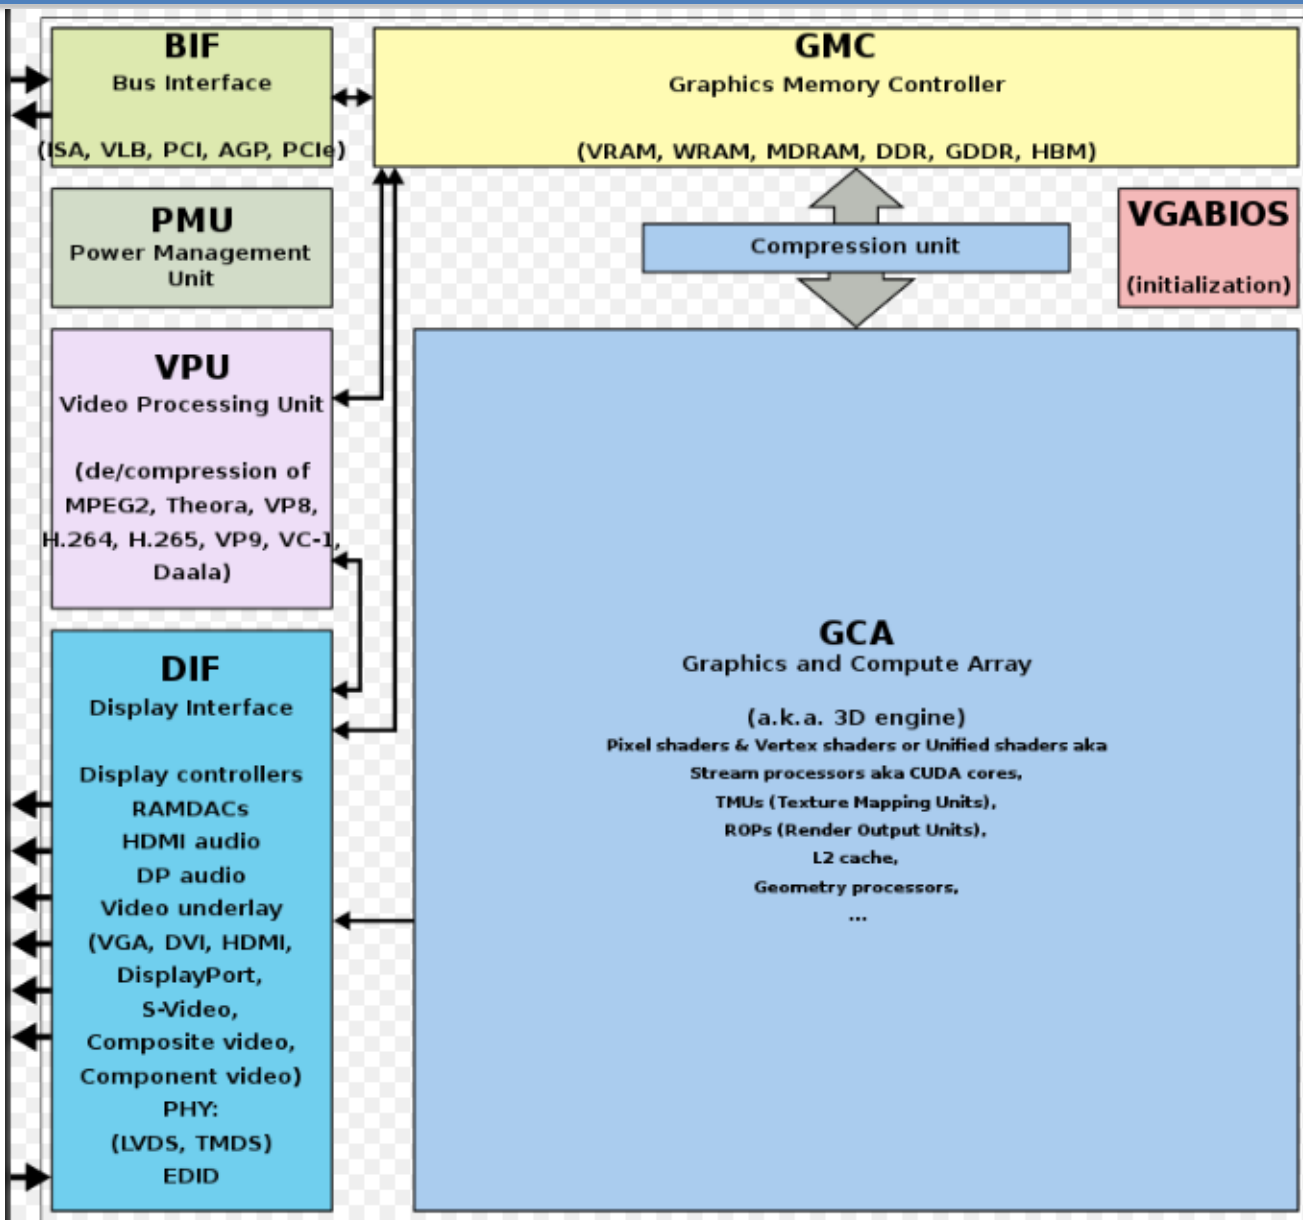 BIF
Bus Interface
(ISA, VLB, PCI, AGP, PCIe)
GMC
Graphics Memory Controller
(VRAM, WRAM, MDRAM, DDR, GDDR, HBM)
PMU
Power Management
Unit
Compression unit
VGABIOS
(initialization)
VPU
Video Processing Unit
(de/compression of
MPEG2, Theora, VP8,
H.264, H.265, VP9, VC-1,
Daala)
DIF
Display Interface
Display controllers
RAMDACs
HDMI audio
DP audio
Video underlay
(VGA, DVI, HDMI,
DisplayPort,
S-Video,
Composite video,
Component video)
PHY:
(LVDS, TMDS)
EDID
GCA
Graphics and Compute Array
(a.k.a. 3D engine)
Pixel shaders & Vertex shaders or Unified shaders aka
Stream processors aka CUDA cores,
TMUs (Texture Mapping Units),
ROPs (Render Output Units),
L2 cache,
Geometry processors,
...